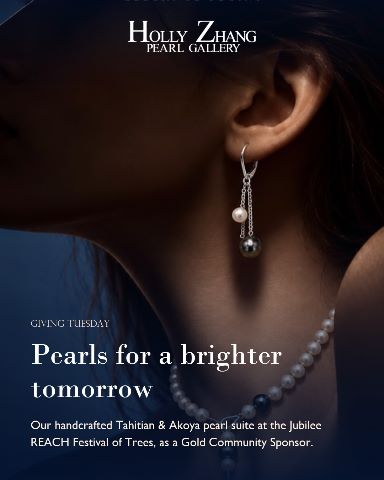 HOLLY ZHANG
PEARL GALLERY
GIVING TUESDAY
Pearls for a brighter
tomorrow
Our handcrafted Tahitian & Akoya pearl suite at the Jubilee
REACH Festival of Trees, as a Gold Community Sponsor.